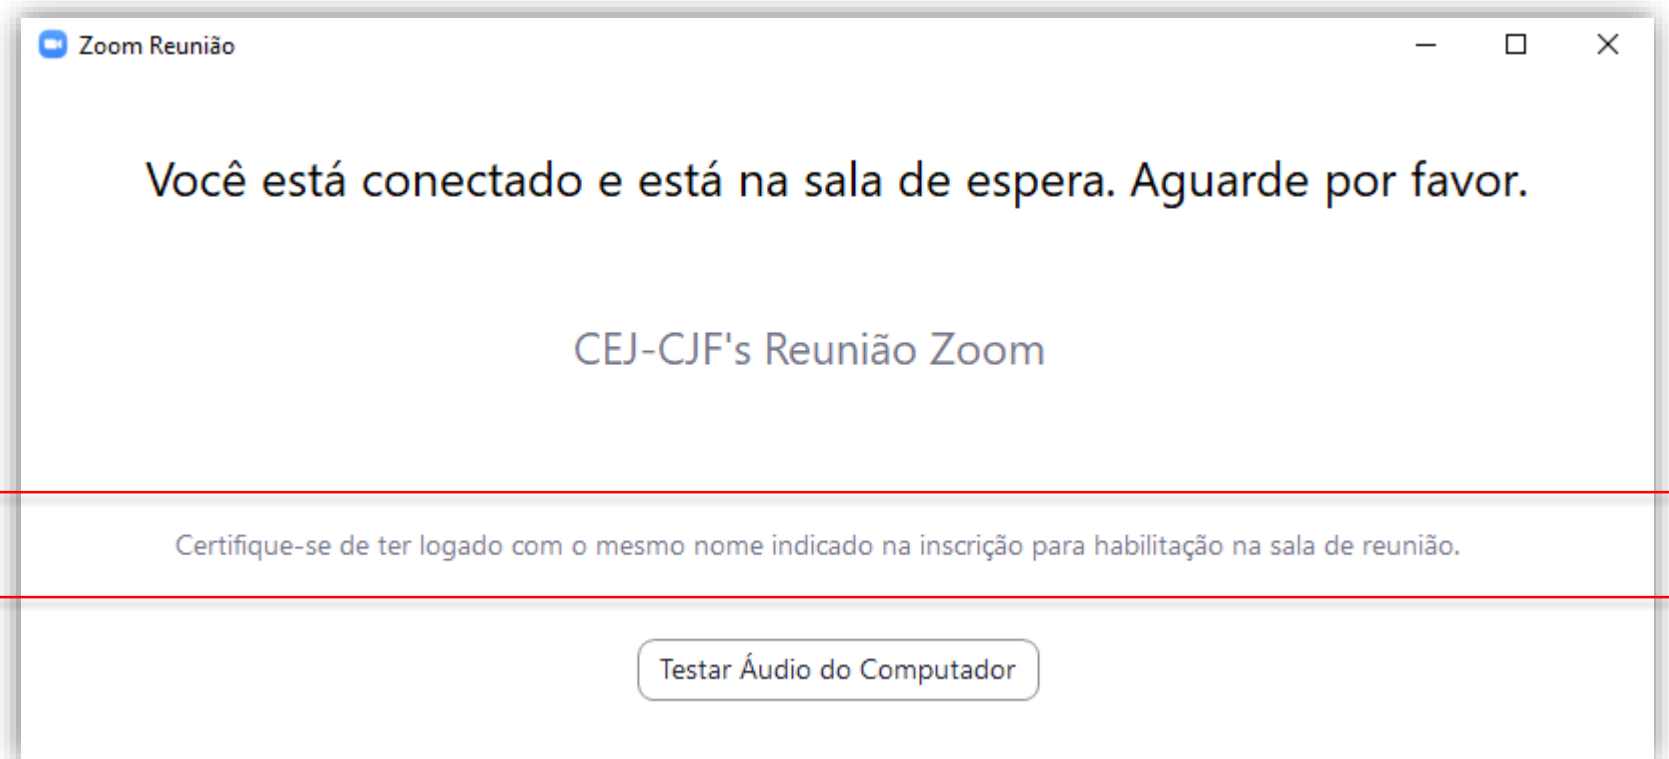 Zoom Reunião
Você está conectado e está na sala de espera. Aguarde por favor.
CEJ-CJF's Reunião Zoom
Certifique-se de ter logado com o mesmo nome indicado na inscrição para habilitação na sala de reunião.
Testar Áudio do Computador